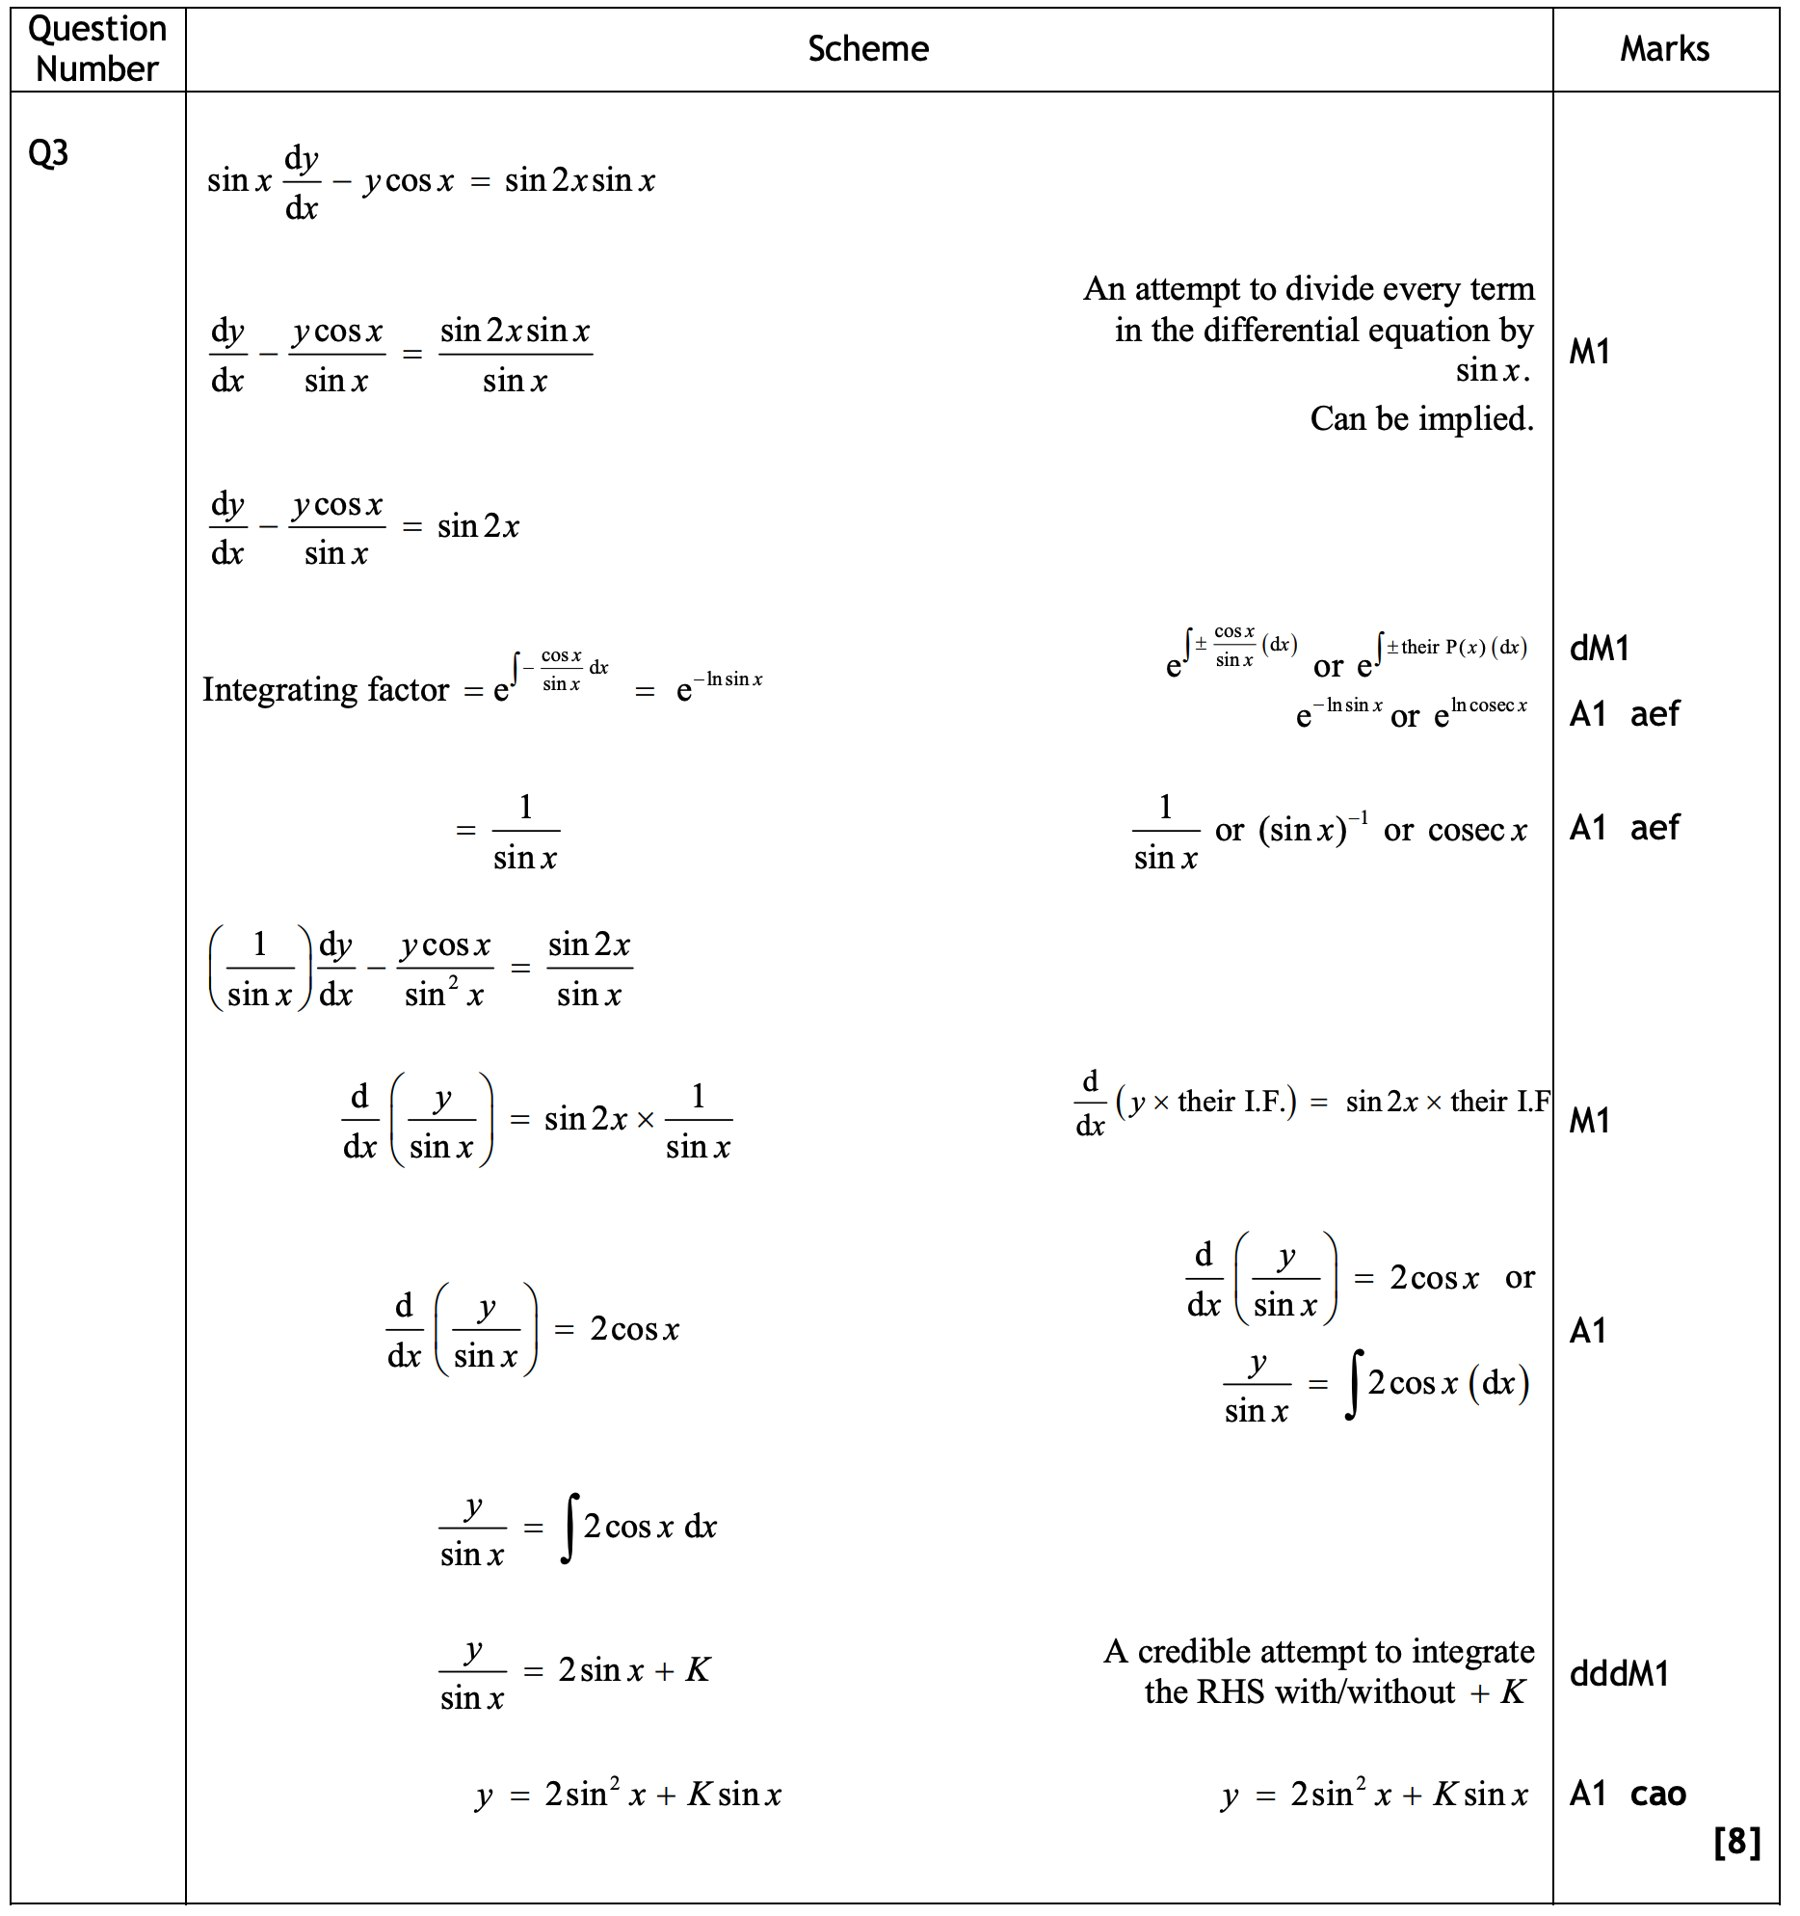 Question Number
Scheme
Marks
Q3
sin x dy/dx − y cos x = sin 2x sin x
dy/dx − (y cos x)/(sin x) = (sin 2x sin x)/(sin x)
An attempt to divide every term
in the differential equation by
sin x.
Can be implied.
M1
dy/dx − (y cos x)/(sin x) = sin 2x
Integrating factor = e^(∫ − (cos x)/(sin x) dx) = e^(−ln sin x)
e^(∫ ± (cos x)/(sin x) (dx)) or e^(∫ ± their P(x) (dx))
dM1
e^(−ln sin x) or e^(ln cosec x)
A1 aef
= 1/(sin x)
1/(sin x) or (sin x)⁻¹ or cosec x
A1 aef
(1/(sin x)) dy/dx − (y cos x)/(sin² x) = (sin 2x)/(sin x)
d/dx (y/(sin x)) = sin 2x × 1/(sin x)
d/dx (y × their I.F.) = sin 2x × their I.F
M1
d/dx (y/(sin x)) = 2 cos x
d/dx (y/(sin x)) = 2 cos x or
y/(sin x) = ∫ 2 cos x (dx)
A1
y/(sin x) = ∫ 2 cos x dx
y/(sin x) = 2 sin x + K
A credible attempt to integrate
the RHS with/without + K
dddM1
y = 2 sin² x + K sin x
y = 2 sin² x + K sin x
A1 cao
[8]